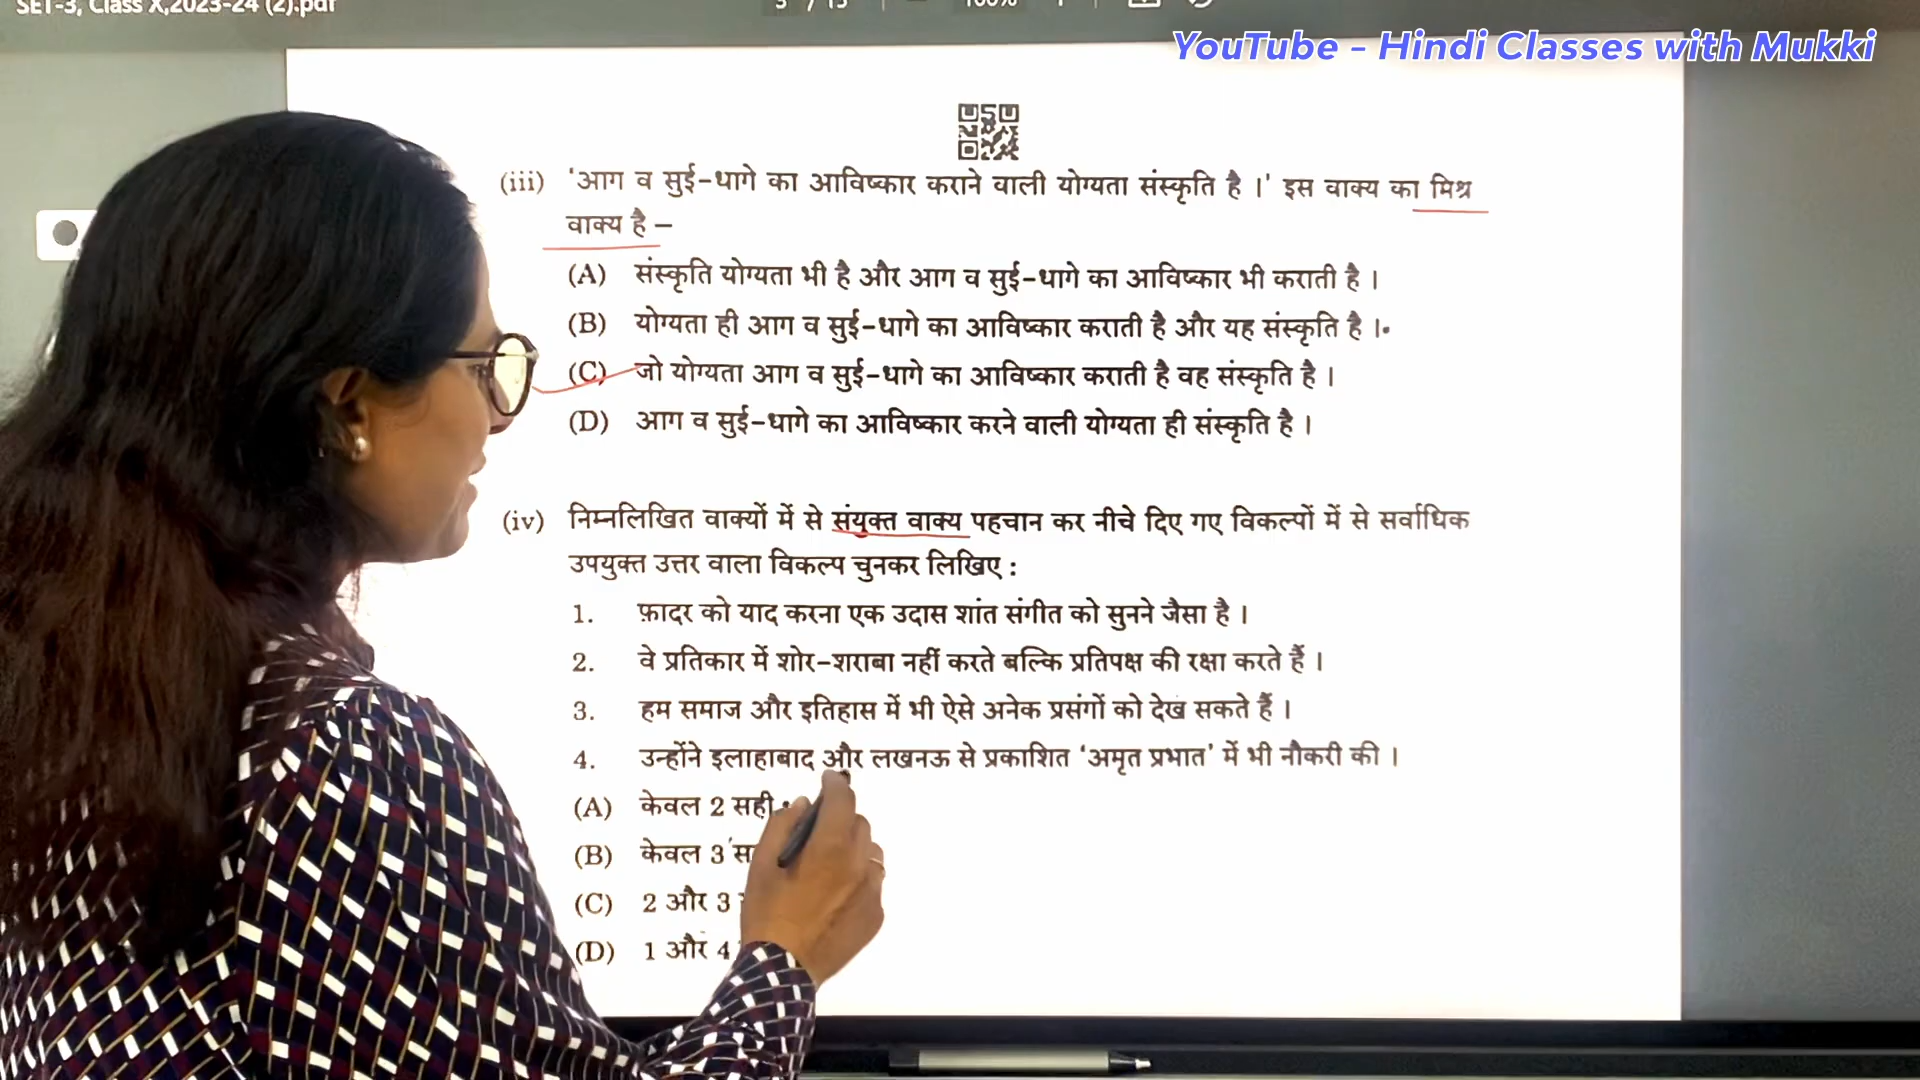 SET-3, Class X,2023-24 (2).pdf
YouTube - Hindi Classes with Mukki
(iii) 'आग व सुई-धागे का आविष्कार कराने वाली योग्यता संस्कृति है ।' इस वाक्य का मिश्र
वाक्य है –
(A) संस्कृति योग्यता भी है और आग व सुई-धागे का आविष्कार भी कराती है ।
(B) योग्यता ही आग व सुई-धागे का आविष्कार कराती है और यह संस्कृति है ।
(C) जो योग्यता आग व सुई-धागे का आविष्कार कराती है वह संस्कृति है ।
(D) आग व सुई-धागे का आविष्कार करने वाली योग्यता ही संस्कृति है ।
(iv) निम्नलिखित वाक्यों में से संयुक्त वाक्य पहचान कर नीचे दिए गए विकल्पों में से सर्वाधिक
उपयुक्त उत्तर वाला विकल्प चुनकर लिखिए :
1. फ़ादर को याद करना एक उदास शांत संगीत को सुनने जैसा है ।
2. वे प्रतिकार में शोर-शराबा नहीं करते बल्कि प्रतिपक्ष की रक्षा करते हैं ।
3. हम समाज और इतिहास में भी ऐसे अनेक प्रसंगों को देख सकते हैं ।
4. उन्होंने इलाहाबाद और लखनऊ से प्रकाशित 'अमृत प्रभात' में भी नौकरी की ।
(A) केवल 2 सही
(B) केवल 3
(C) 2 और 3
(D) 1 और 4